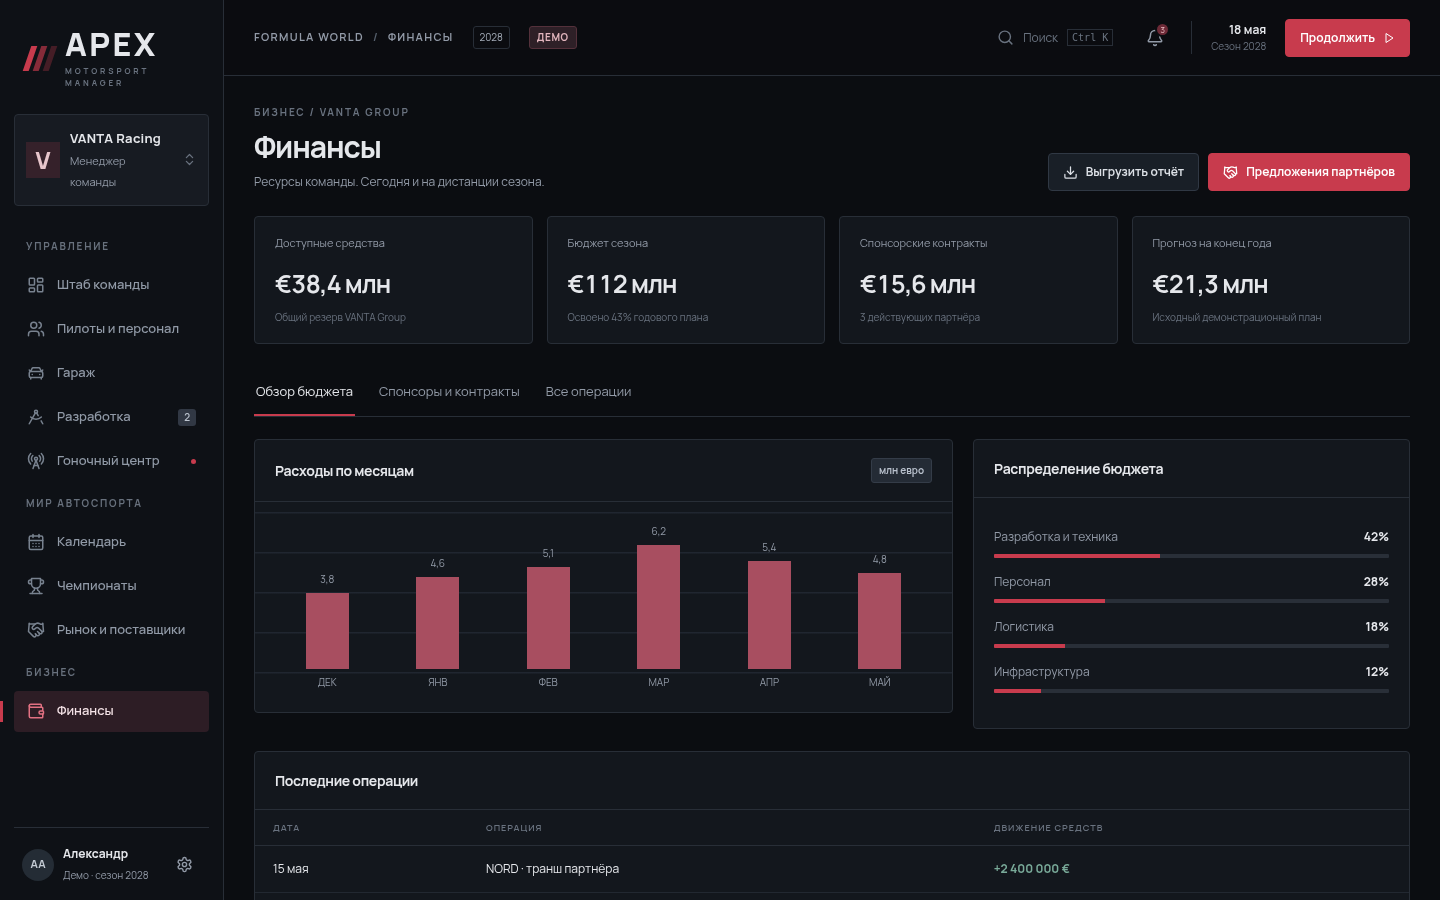 APEX
MOTORSPORT
MANAGER
V
VANTA Racing
Менеджер
команды
УПРАВЛЕНИЕ
Штаб команды
Пилоты и персонал
Гараж
Разработка 2
Гоночный центр
МИР АВТОСПОРТА
Календарь
Чемпионаты
Рынок и поставщики
БИЗНЕС
Финансы
АА
Александр
Демо · сезон 2028
FORMULA WORLD / ФИНАНСЫ 2028 ДЕМО
Поиск Ctrl K
3
18 мая
Сезон 2028
Продолжить
БИЗНЕС / VANTA GROUP
Финансы
Ресурсы команды. Сегодня и на дистанции сезона.
Выгрузить отчёт
Предложения партнёров
Доступные средства
€38,4 млн
Общий резерв VANTA Group
Бюджет сезона
€112 млн
Освоено 43% годового плана
Спонсорские контракты
€15,6 млн
3 действующих партнёра
Прогноз на конец года
€21,3 млн
Исходный демонстрационный план
Обзор бюджета
Спонсоры и контракты
Все операции
Расходы по месяцам
млн евро
3,8
4,6
5,1
6,2
5,4
4,8
ДЕК
ЯНВ
ФЕВ
МАР
АПР
МАЙ
Распределение бюджета
Разработка и техника 42%
Персонал 28%
Логистика 18%
Инфраструктура 12%
Последние операции
ДАТА ОПЕРАЦИЯ ДВИЖЕНИЕ СРЕДСТВ
15 мая NORD · транш партнёра +2 400 000 €